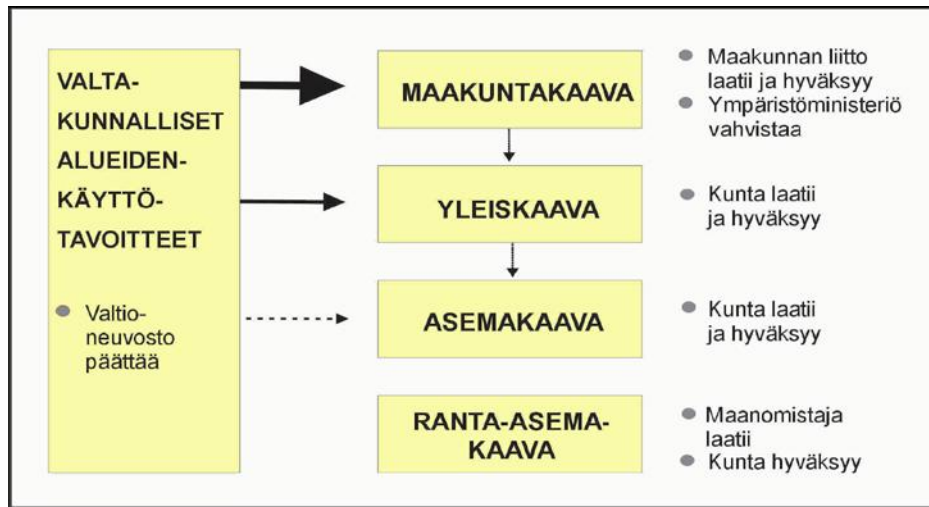 VALTA-
KUNNALLISET
ALUEIDEN-
KÄYTTÖ-
TAVOITTEET
Valtio-
neuvosto
päättää
MAAKUNTAKAAVA
Maakunnan liitto
laatii ja hyväksyy
Ympäristöministeriö
vahvistaa
YLEISKAAVA
Kunta laatii
ja hyväksyy
ASEMAKAAVA
Kunta laatii
ja hyväksyy
RANTA-ASEMA-
KAAVA
Maanomistaja
laatii
Kunta hyväksyy